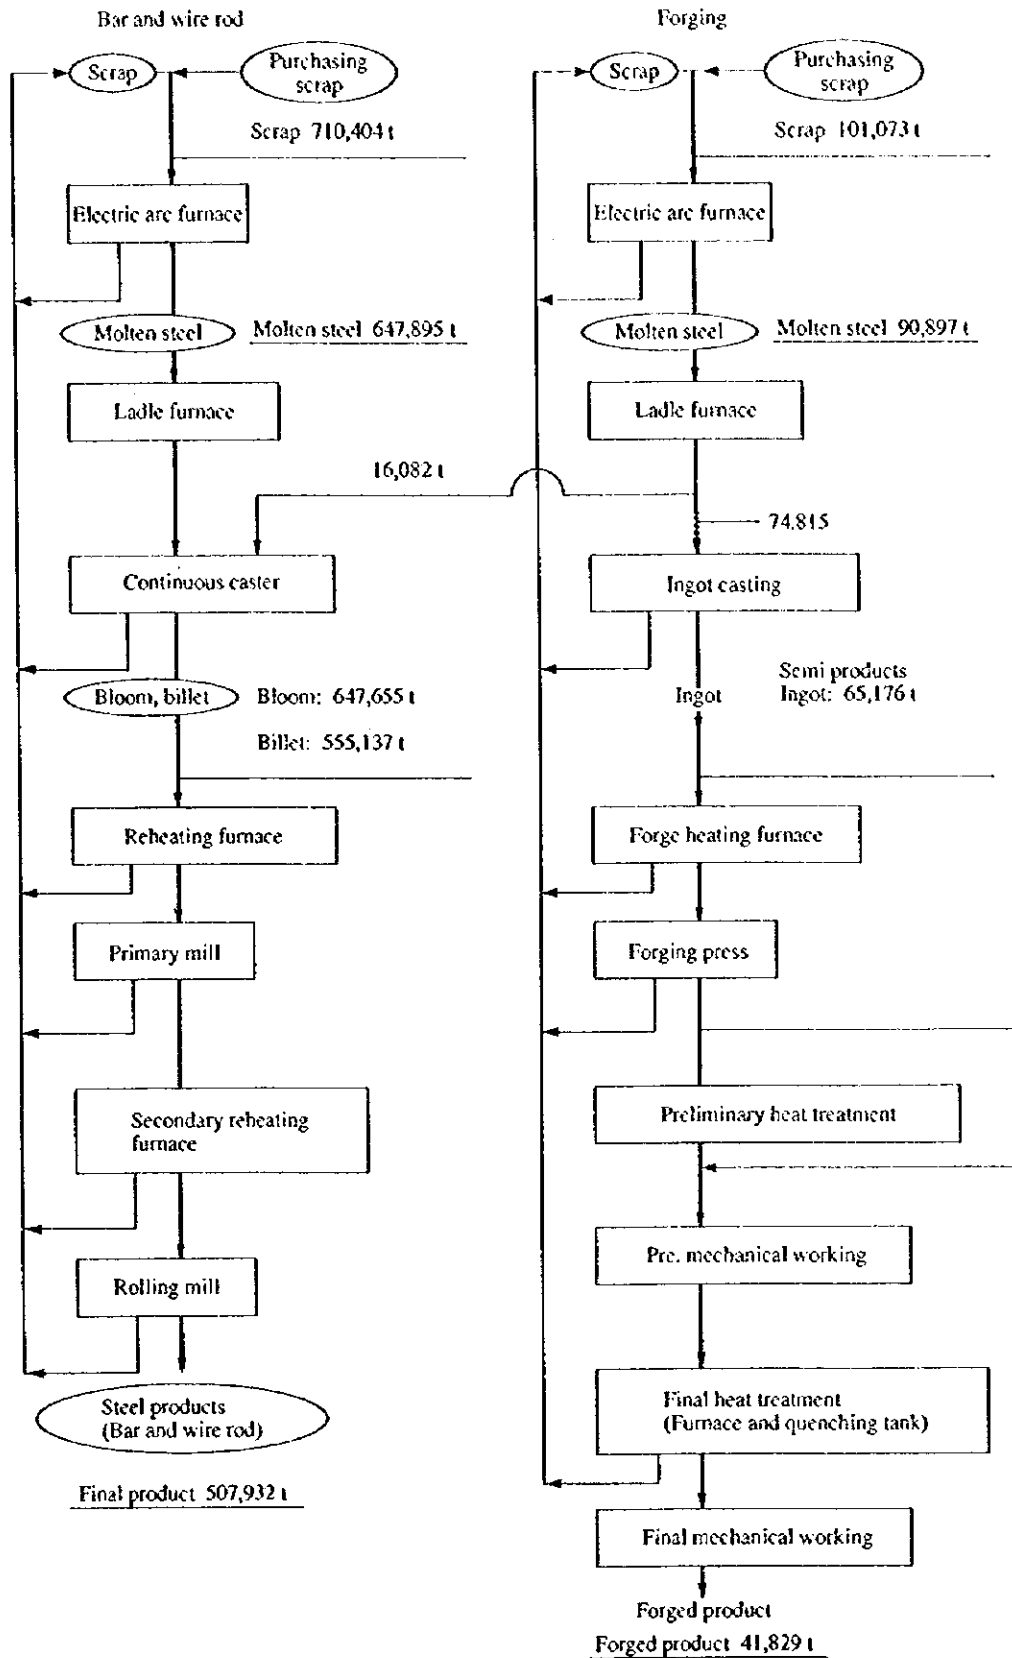 Bar and wire rod
Scrap
Purchasing
scrap
Scrap 710,404 t
Electric arc furnace
Molten steel
Molten steel 647,895 t
Ladle furnace
16,082 t
Continuous caster
Bloom, billet
Bloom: 647,655 t
Billet: 555,137 t
Reheating furnace
Primary mill
Secondary reheating
furnace
Rolling mill
Steel products
(Bar and wire rod)
Final product 507,932 t
Forging
Scrap
Purchasing
scrap
Scrap 101,073 t
Electric arc furnace
Molten steel
Molten steel 90,897 t
Ladle furnace
74.815
Ingot casting
Ingot
Semi products
Ingot: 65,176 t
Forge heating furnace
Forging press
Preliminary heat treatment
Pre. mechanical working
Final heat treatment
(Furnace and quenching tank)
Final mechanical working
Forged product
Forged product 41,829 t